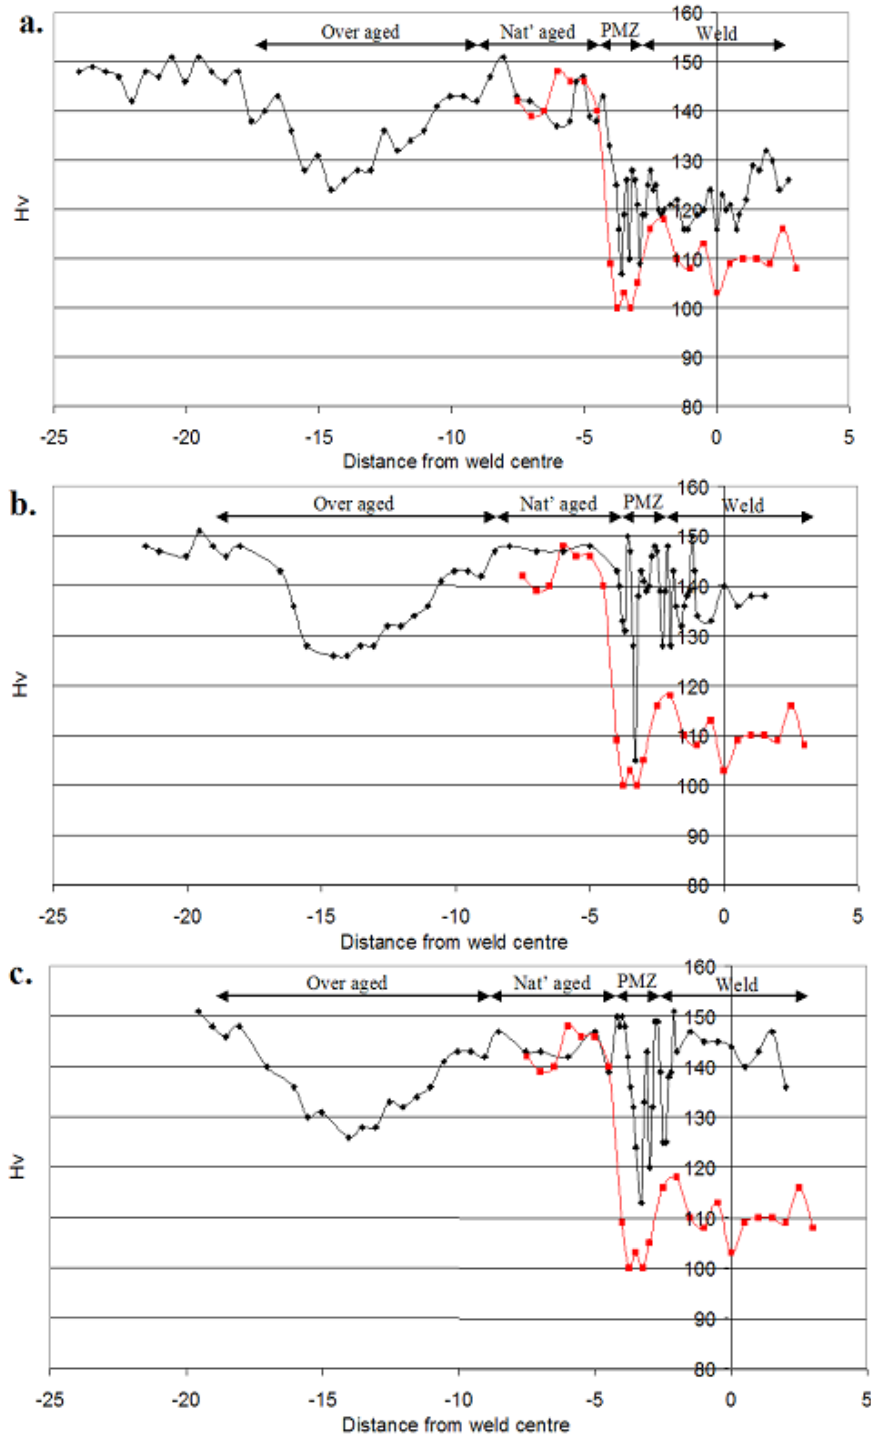 a.
160
Over aged Nat' aged PMZ Weld
150
140
130
120
110
100
90
80
Hv
-25 -20 -15 -10 -5 0 5
Distance from weld centre
b.
160
Over aged Nat' aged PMZ Weld
150
140
130
120
110
100
90
80
Hv
-25 -20 -15 -10 -5 0 5
Distance from weld centre
c.
160
Over aged Nat' aged PMZ Weld
150
140
130
120
110
100
90
80
Hv
-25 -20 -15 -10 -5 0 5
Distance from weld centre